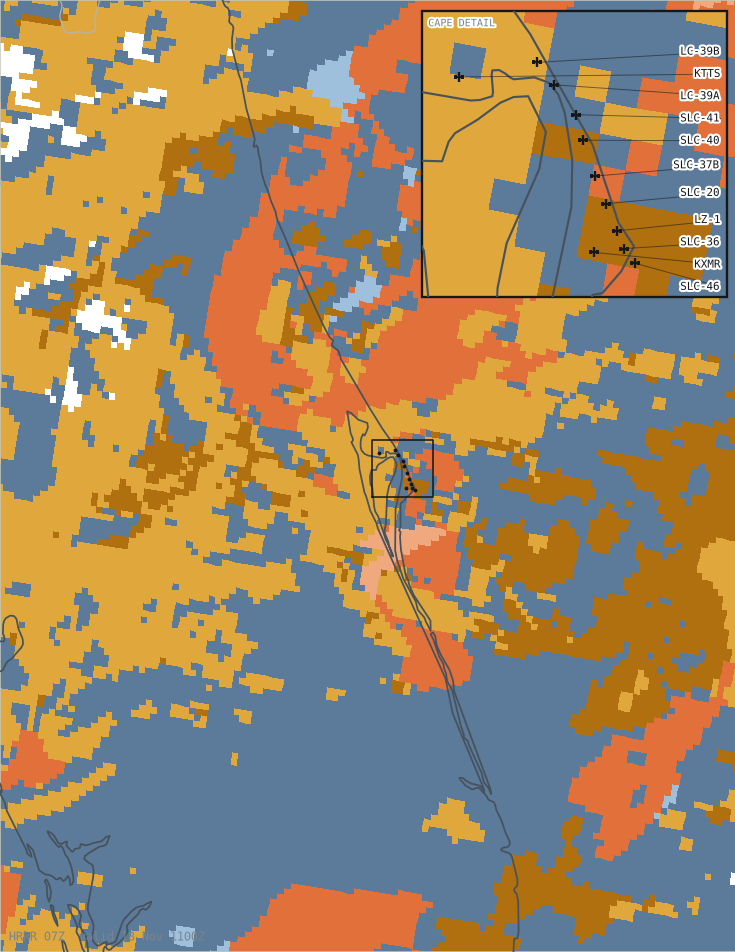 CAPE DETAIL
LC-39B
KTTS
LC-39A
SLC-41
SLC-40
SLC-37B
SLC-20
LZ-1
SLC-36
KXMR
SLC-46
HRRR 07Z